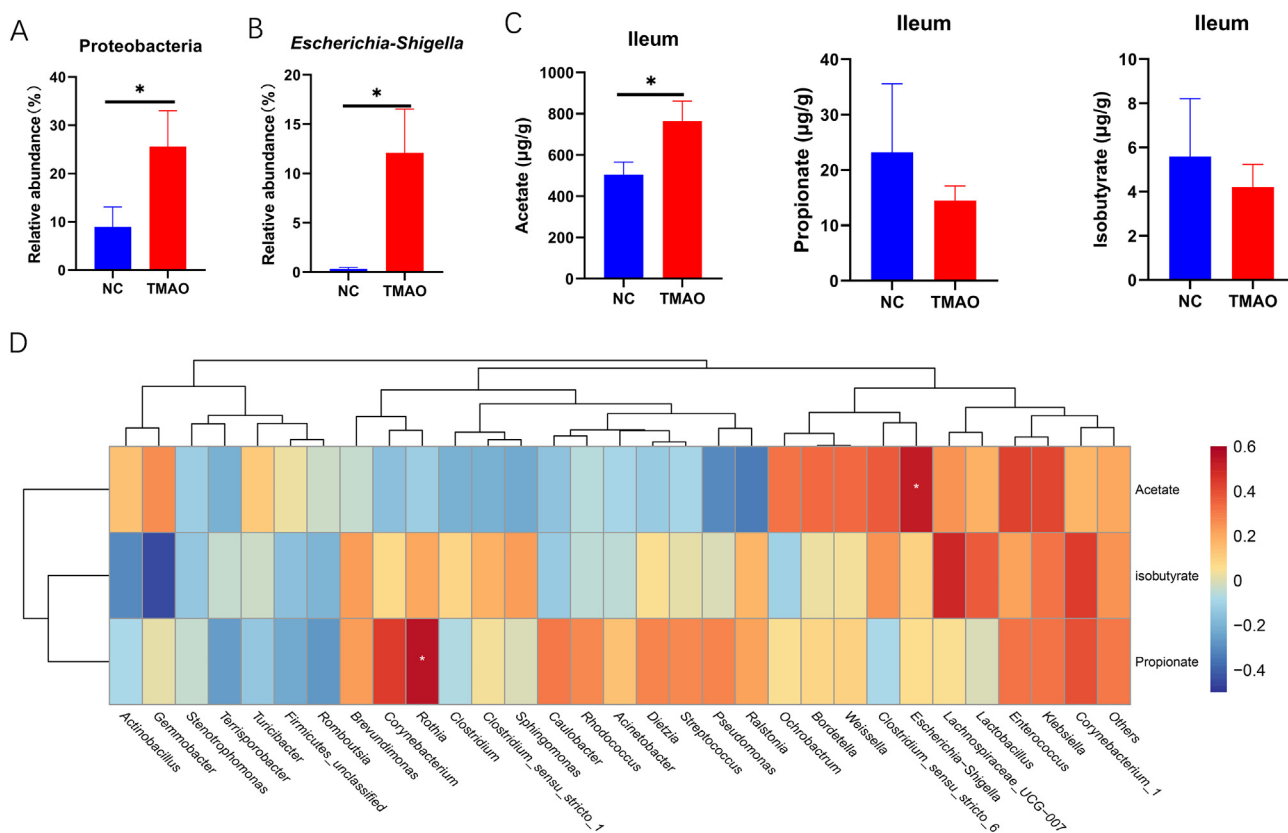 A
Proteobacteria
Relative abundance (%)
40
30
20
10
0
*
NC
TMAO
B
Escherichia-Shigella
Relative abundance (%)
20
15
10
5
0
*
NC
TMAO
C
Ileum
Acetate (μg/g)
1000
800
600
400
200
0
*
NC
TMAO
Ileum
Propionate (μg/g)
40
30
20
10
0
NC
TMAO
Ileum
Isobutyrate (μg/g)
10
8
6
4
2
0
NC
TMAO
D
*
Acetate
isobutyrate
*
Propionate
Actinobacillus
Gemmobacter
Stenotrophomonas
Terrisporobacter
Turicibacter
Firmicutes_unclassified
Romboutsia
Brevundimonas
Corynebacterium
Rothia
Clostridium
Clostridium_sensu_stricto_1
Sphingomonas
Caulobacter
Rhodococcus
Acinetobacter
Dietzia
Streptococcus
Pseudomonas
Ralstonia
Ochrobactrum
Bordetella
Weissella
Clostridium_sensu_stricto_6
Escherichia−Shigella
Lachnospiraceae_UCG−007
Lactobacillus
Enterococcus
Klebsiella
Corynebacterium_1
Others
0.6
0.4
0.2
0
−0.2
−0.4